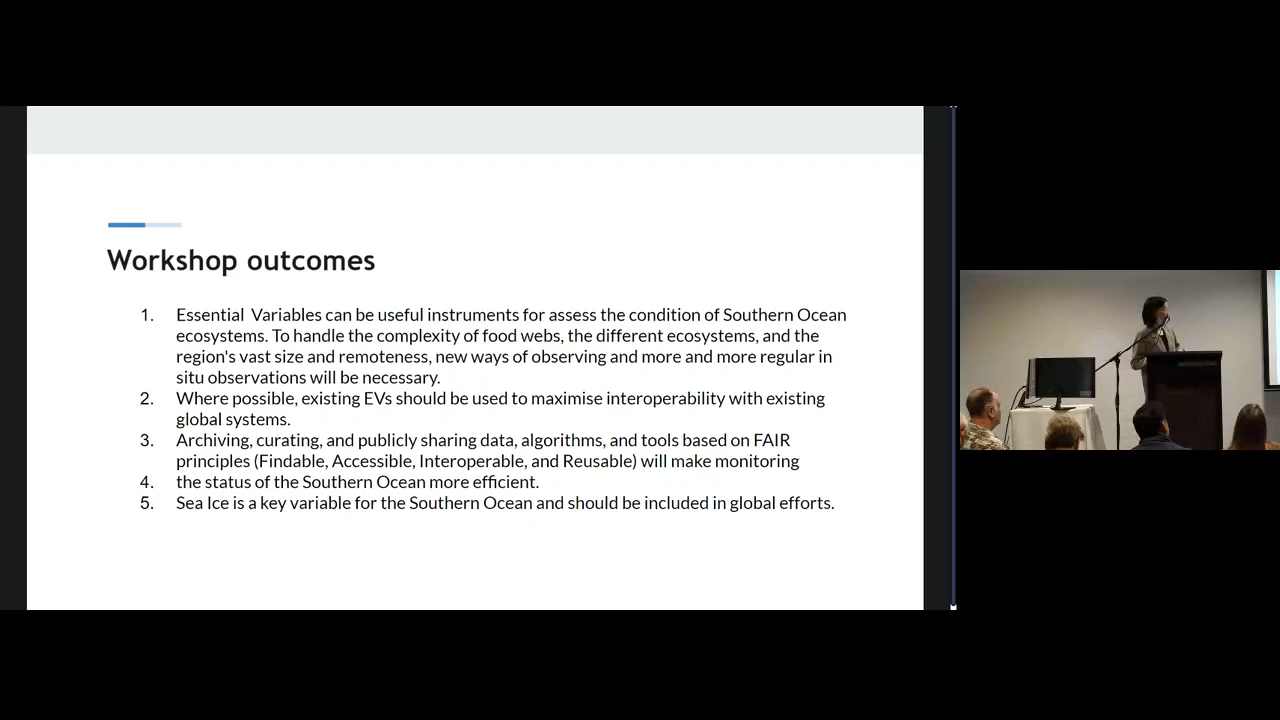 Workshop outcomes
1. Essential Variables can be useful instruments for assess the condition of Southern Ocean
ecosystems. To handle the complexity of food webs, the different ecosystems, and the
region's vast size and remoteness, new ways of observing and more and more regular in
situ observations will be necessary.
2. Where possible, existing EVs should be used to maximise interoperability with existing
global systems.
3. Archiving, curating, and publicly sharing data, algorithms, and tools based on FAIR
principles (Findable, Accessible, Interoperable, and Reusable) will make monitoring
4. the status of the Southern Ocean more efficient.
5. Sea Ice is a key variable for the Southern Ocean and should be included in global efforts.